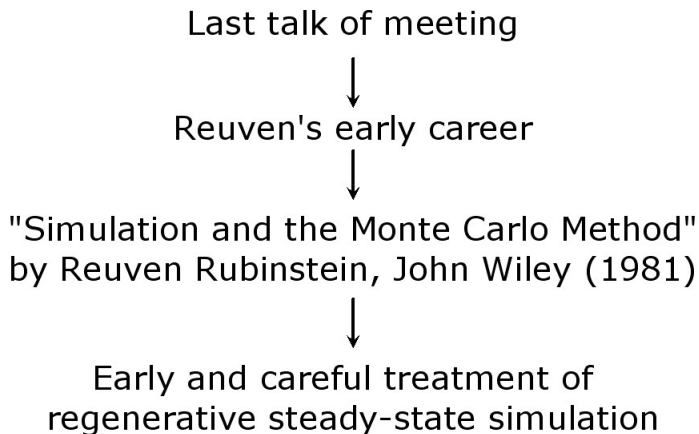 Last talk of meeting
Reuven's early career
"Simulation and the Monte Carlo Method"
by Reuven Rubinstein, John Wiley (1981)
Early and careful treatment of
regenerative steady-state simulation